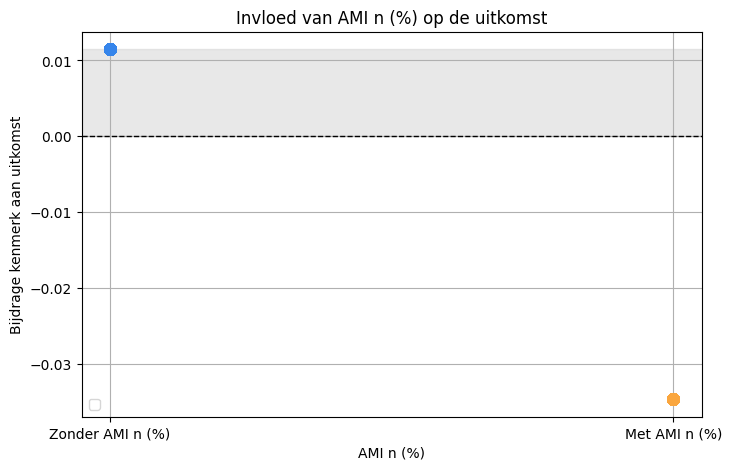 Invloed van AMI n (%) op de uitkomst
Bijdrage kenmerk aan uitkomst
0.01
0.00
−0.01
−0.02
−0.03
Zonder AMI n (%)
Met AMI n (%)
AMI n (%)